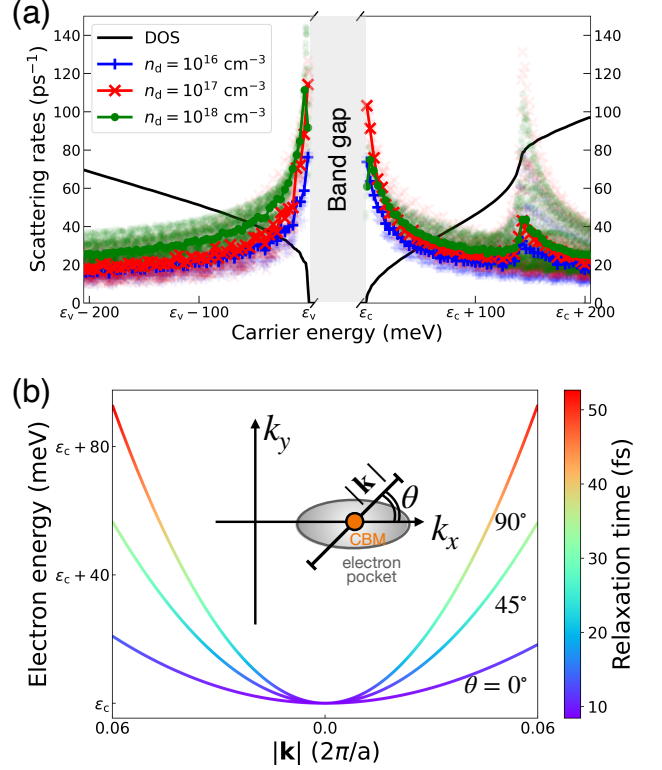 (a)
DOS
n_d = 10^16 cm^−3
n_d = 10^17 cm^−3
n_d = 10^18 cm^−3
Scattering rates (ps^−1)
140
120
100
80
60
40
20
0
Band gap
140
120
100
80
60
40
20
0
ε_v − 200
ε_v − 100
ε_v
ε_c
ε_c + 100
ε_c + 200
Carrier energy (meV)
(b)
Electron energy (meV)
ε_c + 80
ε_c + 40
ε_c
k_y
|k|
θ
k_x
CBM
electron
pocket
90°
45°
θ = 0°
0.06
0.0
0.06
|k| (2π/a)
50
40
30
20
10
Relaxation time (fs)